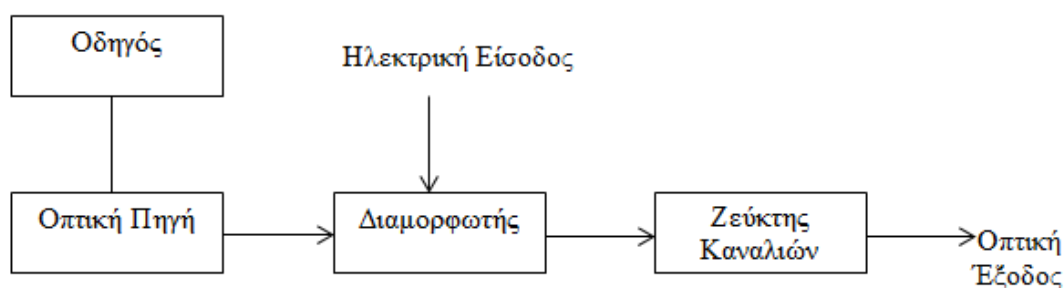 Οδηγός
Ηλεκτρική Είσοδος
Οπτική Πηγή
Διαμορφωτής
Ζεύκτης
Καναλιών
Οπτική
Έξοδος